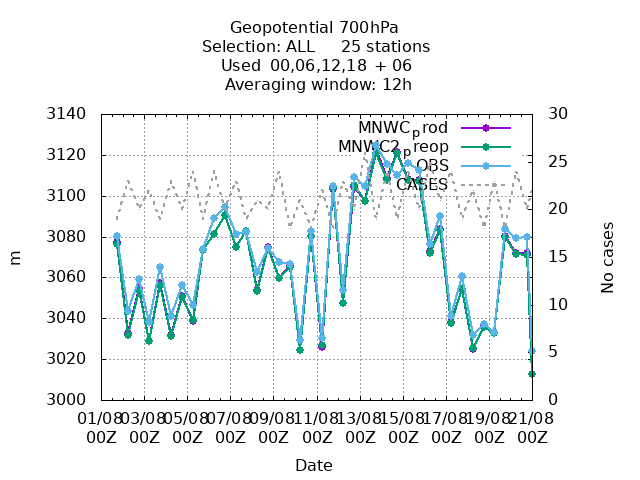 Geopotential 700hPa
Selection: ALL 25 stations
Used 00,06,12,18 + 06
Averaging window: 12h
3140
3120
3100
3080
3060
3040
3020
3000
m
30
25
20
15
10
5
0
No cases
MNWCprod
MNWC2preop
OBS
CASES
01/08 03/08 05/08 07/08 09/08 11/08 13/08 15/08 17/08 19/08 21/08
00Z 00Z 00Z 00Z 00Z 00Z 00Z 00Z 00Z 00Z 00Z
Date